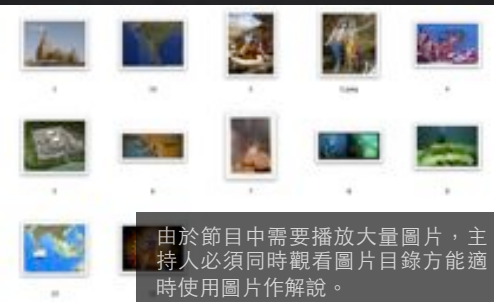 由於節目中需要播放大量圖片，主
持人必須同時觀看圖片目錄方能適
時使用圖片作解說。